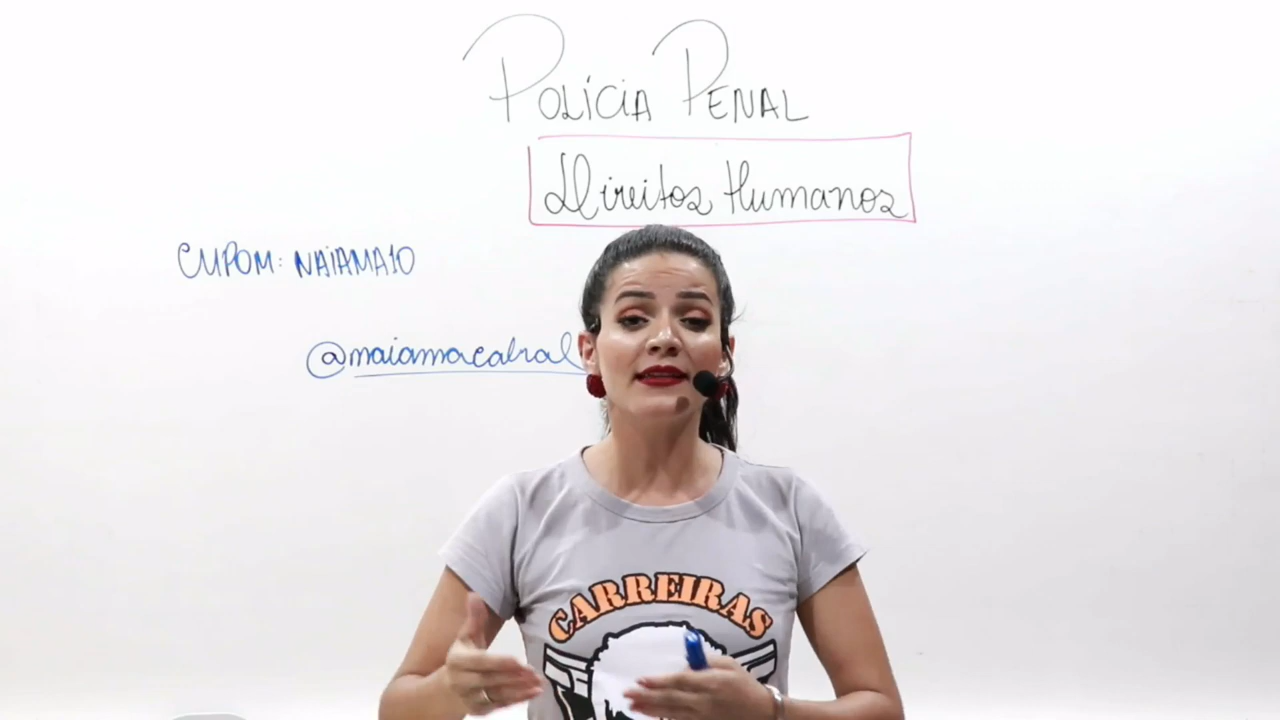 POLÍCIA PENAL
Direitos Humanos
CUPOM: NAIAMA10
@naiamacabral
CARREIRAS